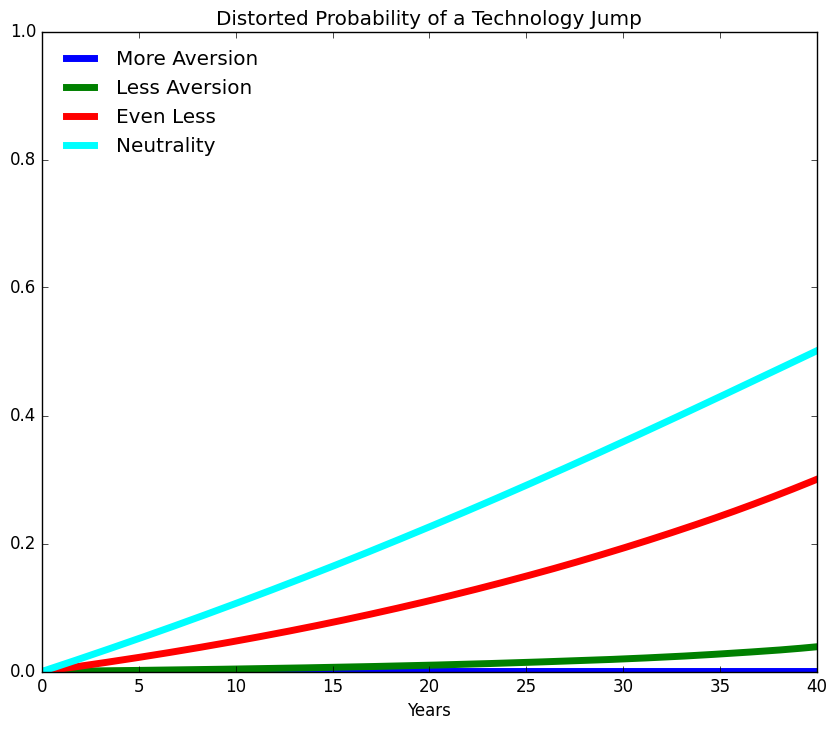 Distorted Probability of a Technology Jump
1.0
More Aversion
Less Aversion
Even Less
Neutrality
0.8
0.6
0.4
0.2
0.0
0 5 10 15 20 25 30 35 40
Years